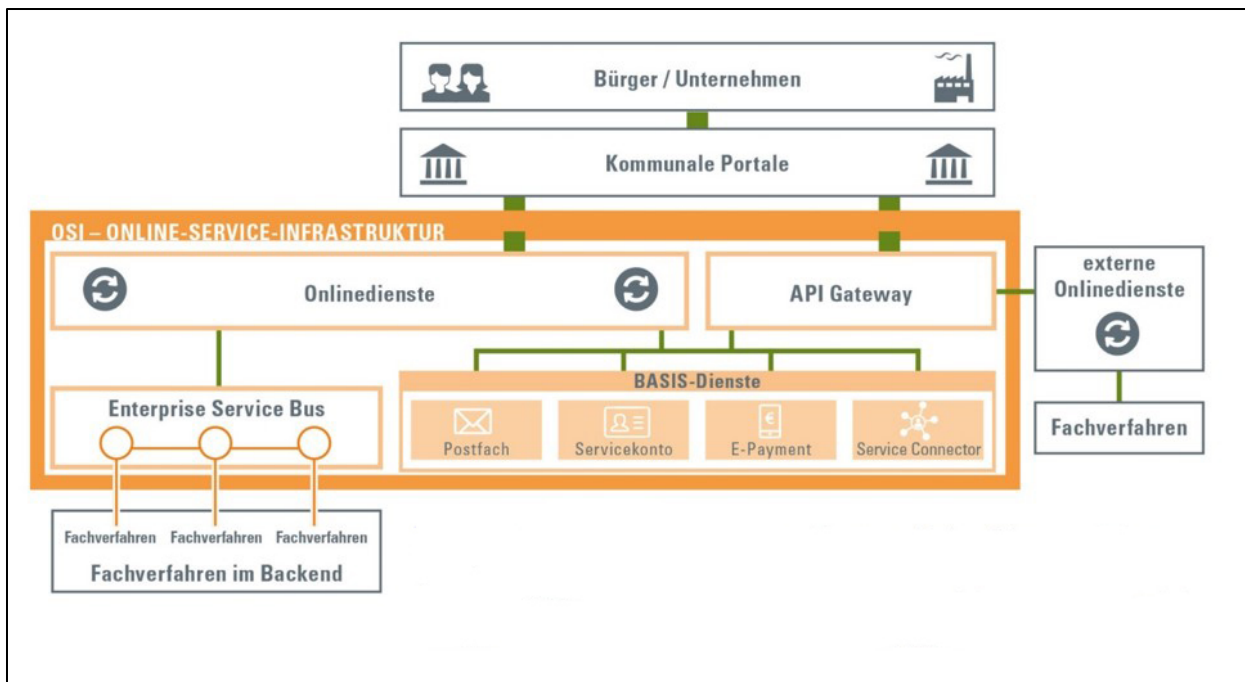 Bürger / Unternehmen
Kommunale Portale
OSI – ONLINE-SERVICE-INFRASTRUKTUR
Onlinedienste
API Gateway
externe
Onlinedienste
Enterprise Service Bus
BASIS-Dienste
Postfach
Servicekonto
€
E-Payment
Service Connector
Fachverfahren
Fachverfahren Fachverfahren Fachverfahren
Fachverfahren im Backend